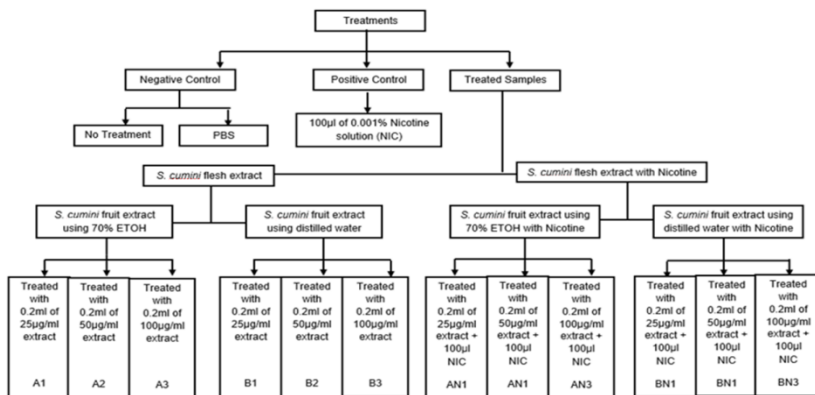 Treatments
Negative Control
Positive Control
Treated Samples
No Treatment
PBS
100µl of 0.001% Nicotine
solution (NIC)
S. cumini flesh extract
S. cumini flesh extract with Nicotine
S. cumini fruit extract
using 70% ETOH
S. cumini fruit extract
using distilled water
S. cumini fruit extract using
70% ETOH with Nicotine
S. cumini fruit extract using
distilled water with Nicotine
Treated
with
0.2ml of
25µg/ml
extract
A1
Treated
with
0.2ml of
50µg/ml
extract
A2
Treated
with
0.2ml of
100µg/ml
extract
A3
Treated
with
0.2ml of
25µg/ml
extract
B1
Treated
with
0.2ml of
50µg/ml
extract
B2
Treated
with
0.2ml of
100µg/ml
extract
B3
Treated
with
0.2ml of
25µg/ml
extract +
100µl
NIC
AN1
Treated
with
0.2ml of
50µg/ml
extract +
100µl
NIC
AN1
Treated
with
0.2ml of
100µg/ml
extract +
100µl
NIC
AN3
Treated
with
0.2ml of
25µg/ml
extract +
100µl
NIC
BN1
Treated
with
0.2ml of
50µg/ml
extract +
100µl
NIC
BN1
Treated
with
0.2ml of
100µg/ml
extract +
100µl
NIC
BN3